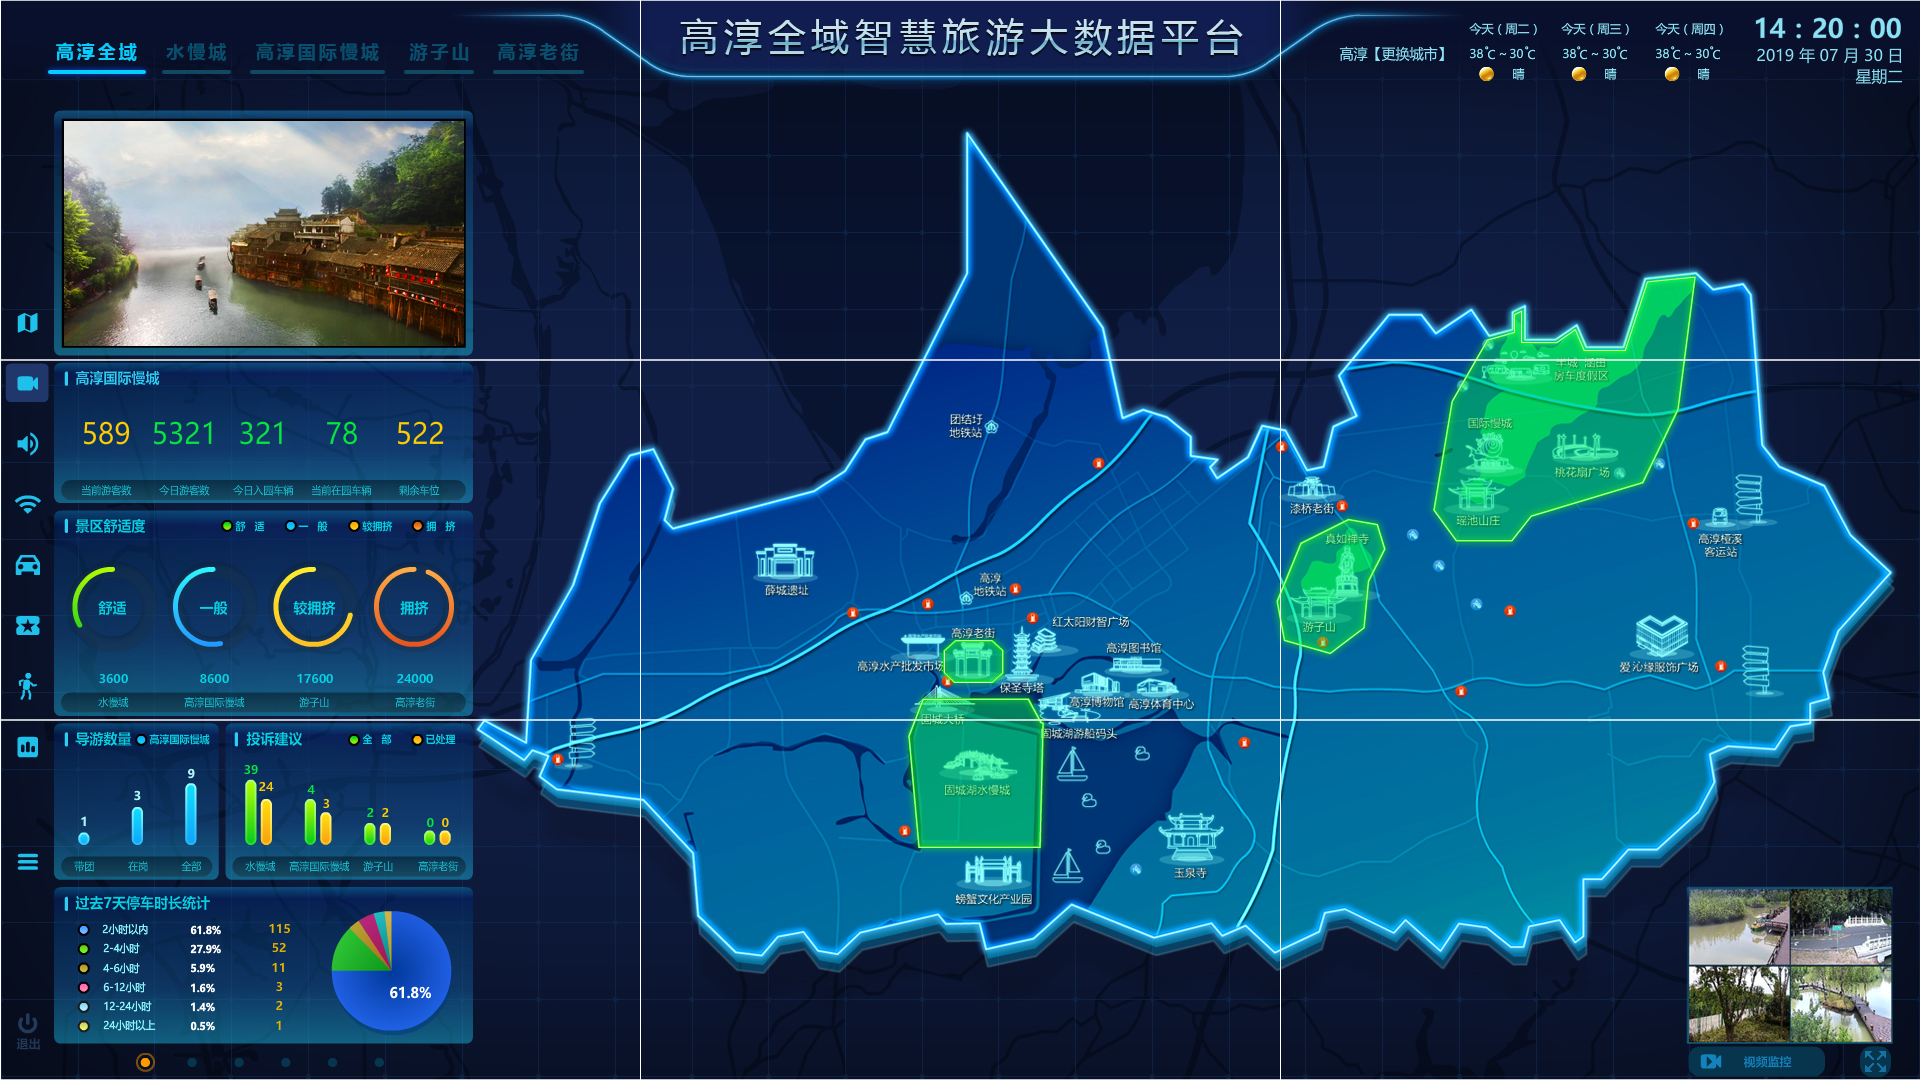 高淳全域智慧旅游大数据平台
高淳全域 水慢城 高淳国际慢城 游子山 高淳老街
高淳【更换城市】
今天（周二） 今天（周三） 今天（周四）
38℃～30℃ 38℃～30℃ 38℃～30℃
晴 晴 晴
14：20：00
2019 年 07 月 30 日
星期二
高淳国际慢城
589 5321 321 78 522
当前游客数 今日游客数 今日入园车辆 当前在园车辆 剩余车位
景区舒适度 舒 适 一 般 较拥挤 拥 挤
舒适 一般 较拥挤 拥挤
3600 8600 17600 24000
水慢城 高淳国际慢城 游子山 高淳老街
导游数量 高淳国际慢城
1 3 9
带团 在岗 全部
投诉建议 全 部 已处理
39 24 4 3 2 2 0 0
水慢城 高淳国际慢城 游子山 高淳老街
过去7天停车时长统计
2小时以内 61.8% 115
2-4小时 27.9% 52
4-6小时 5.9% 11
6-12小时 1.6% 3
12-24小时 1.4% 2
24小时以上 0.5% 1
61.8%
退出
团结圩
地铁站
薛城遗址
高淳
地铁站
红太阳财智广场
高淳老街
高淳图书馆
高淳水产批发市场
保圣寺塔
高淳博物馆
高淳体育中心
固城大桥
固城湖游船码头
固城湖水慢城
螃蟹文化产业园
玉泉寺
漆桥老街
真如禅寺
游子山
房车度假区
国际慢城
桃花扇广场
瑶池山庄
高淳桠溪
客运站
爱沁缘服饰广场
视频监控